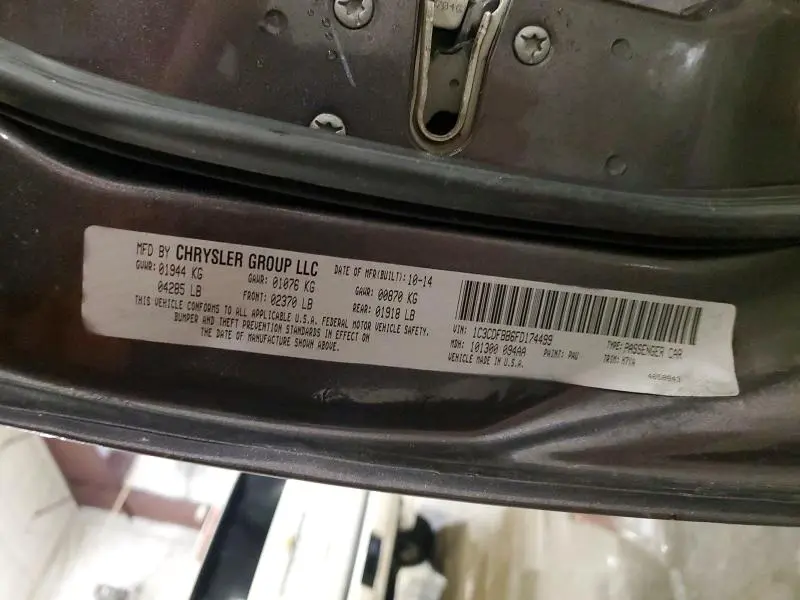 MFD BY CHRYSLER GROUP LLC DATE OF MFR(BUILT): 10-14
GVWR: 01944 KG GAWR: 01076 KG GAWR: 00870 KG
04285 LB FRONT: 02370 LB REAR: 01918 LB
THIS VEHICLE CONFORMS TO ALL APPLICABLE U.S.A. FEDERAL MOTOR VEHICLE SAFETY,
BUMPER AND THEFT PREVENTION STANDARDS IN EFFECT ON
THE DATE OF MANUFACTURE SHOWN ABOVE.
VIN: 1C3CDFBB6FD174499 TYPE: PASSENGER CAR
MDH: 101300 094AA PAINT: PAU TRIM: H7XA
VEHICLE MADE IN U.S.A. 4658643